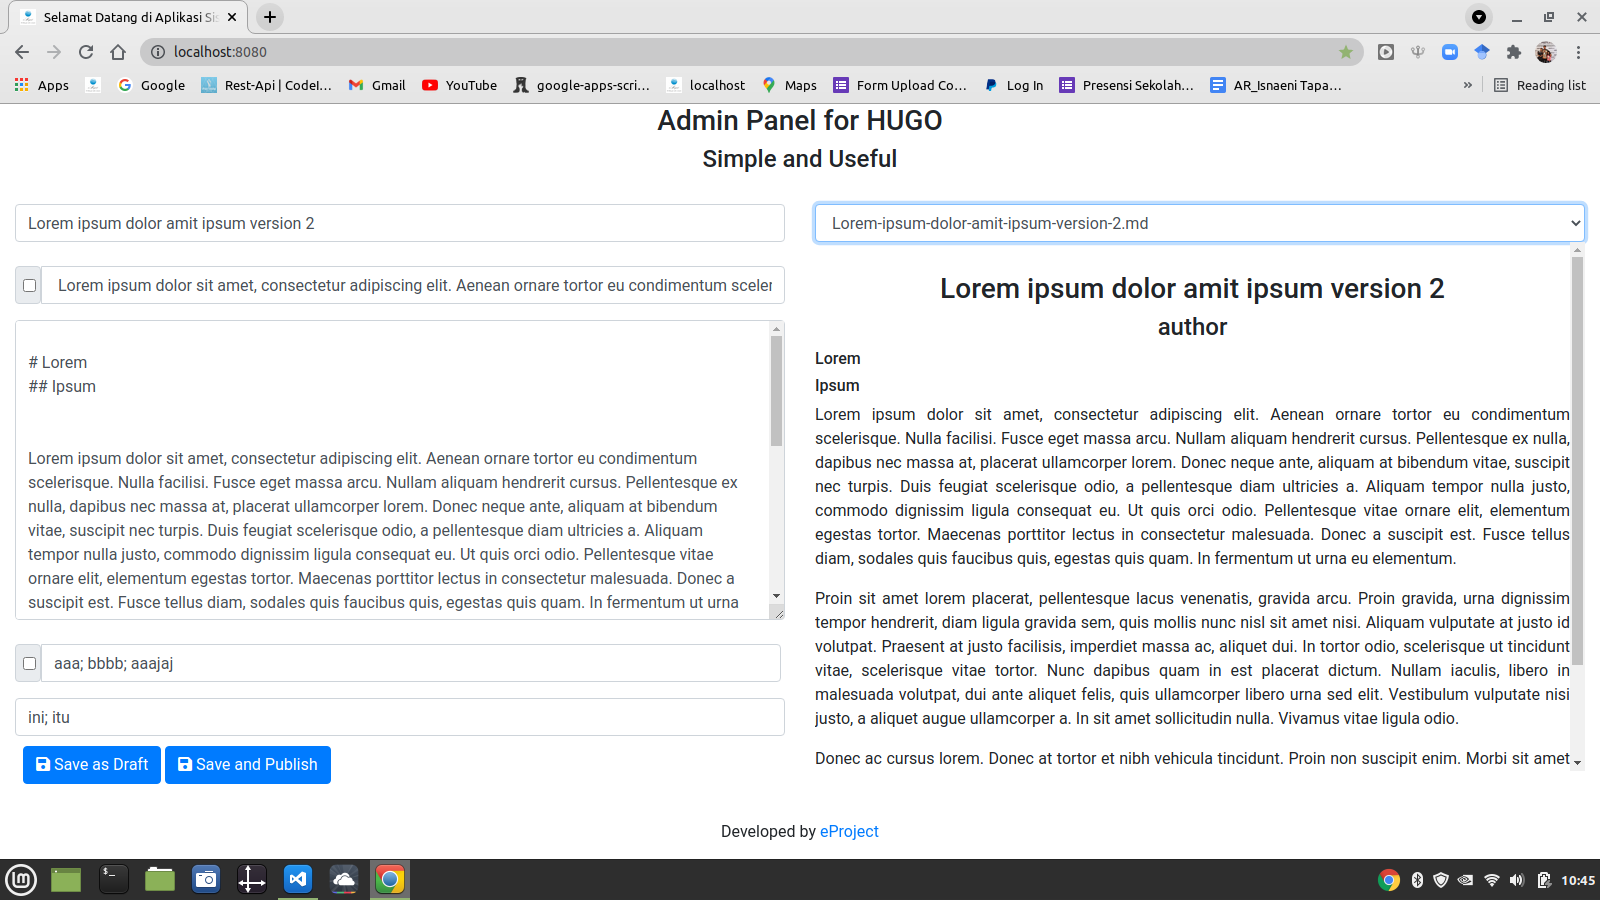 Selamat Datang di Aplikasi Sis
localhost:8080
Apps
Google
Rest-Api | CodeI...
Gmail
YouTube
google-apps-scri...
localhost
Maps
Form Upload Co...
Log In
Presensi Sekolah...
AR_Isnaeni Tapa...
»
Reading list
Admin Panel for HUGO
Simple and Useful
Lorem ipsum dolor amit ipsum version 2
Lorem ipsum dolor sit amet, consectetur adipiscing elit. Aenean ornare tortor eu condimentum sceler
# Lorem
## Ipsum
Lorem ipsum dolor sit amet, consectetur adipiscing elit. Aenean ornare tortor eu condimentum
scelerisque. Nulla facilisi. Fusce eget massa arcu. Nullam aliquam hendrerit cursus. Pellentesque ex
nulla, dapibus nec massa at, placerat ullamcorper lorem. Donec neque ante, aliquam at bibendum
vitae, suscipit nec turpis. Duis feugiat scelerisque odio, a pellentesque diam ultricies a. Aliquam
tempor nulla justo, commodo dignissim ligula consequat eu. Ut quis orci odio. Pellentesque vitae
ornare elit, elementum egestas tortor. Maecenas porttitor lectus in consectetur malesuada. Donec a
suscipit est. Fusce tellus diam, sodales quis faucibus quis, egestas quis quam. In fermentum ut urna
aaa; bbbb; aaajaj
ini; itu
Save as Draft
Save and Publish
Lorem-ipsum-dolor-amit-ipsum-version-2.md
Lorem ipsum dolor amit ipsum version 2
author
Lorem
Ipsum
Lorem ipsum dolor sit amet, consectetur adipiscing elit. Aenean ornare tortor eu condimentum
scelerisque. Nulla facilisi. Fusce eget massa arcu. Nullam aliquam hendrerit cursus. Pellentesque ex nulla,
dapibus nec massa at, placerat ullamcorper lorem. Donec neque ante, aliquam at bibendum vitae, suscipit
nec turpis. Duis feugiat scelerisque odio, a pellentesque diam ultricies a. Aliquam tempor nulla justo,
commodo dignissim ligula consequat eu. Ut quis orci odio. Pellentesque vitae ornare elit, elementum
egestas tortor. Maecenas porttitor lectus in consectetur malesuada. Donec a suscipit est. Fusce tellus
diam, sodales quis faucibus quis, egestas quis quam. In fermentum ut urna eu elementum.
Proin sit amet lorem placerat, pellentesque lacus venenatis, gravida arcu. Proin gravida, urna dignissim
tempor hendrerit, diam ligula gravida sem, quis mollis nunc nisl sit amet nisi. Aliquam vulputate at justo id
volutpat. Praesent at justo facilisis, imperdiet massa ac, aliquet dui. In tortor odio, scelerisque ut tincidunt
vitae, scelerisque vitae tortor. Nunc dapibus quam in est placerat dictum. Nullam iaculis, libero in
malesuada volutpat, dui ante aliquet felis, quis ullamcorper libero urna sed elit. Vestibulum vulputate nisi
justo, a aliquet augue ullamcorper a. In sit amet sollicitudin nulla. Vivamus vitae ligula odio.
Donec ac cursus lorem. Donec at tortor et nibh vehicula tincidunt. Proin non suscipit enim. Morbi sit amet
Developed by eProject
10:45